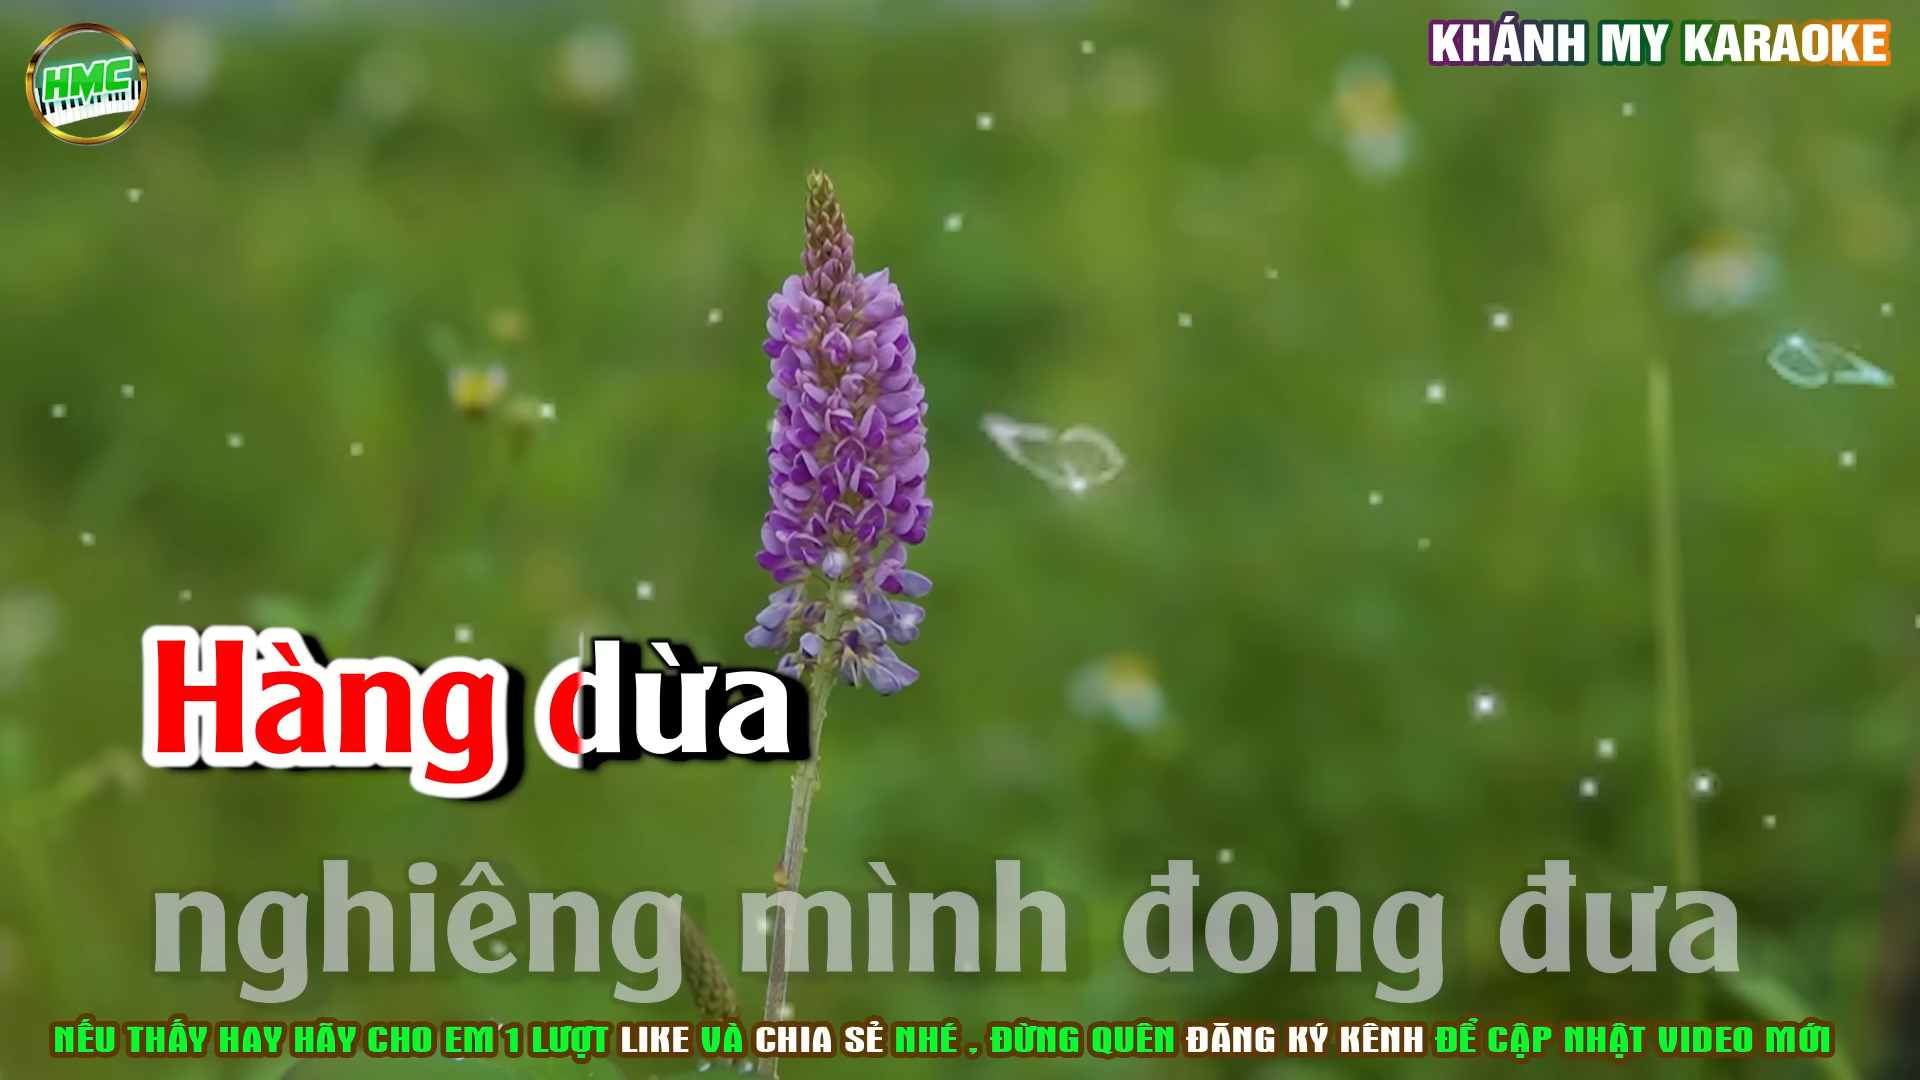 HMC
KHÁNH MY KARAOKE
Hàng dừa
nghiêng mình đong đưa
NẾU THẤY HAY HÃY CHO EM 1 LƯỢT LIKE VÀ CHIA SẺ NHÉ , ĐỪNG QUÊN ĐĂNG KÝ KÊNH ĐỂ CẬP NHẬT VIDEO MỚI